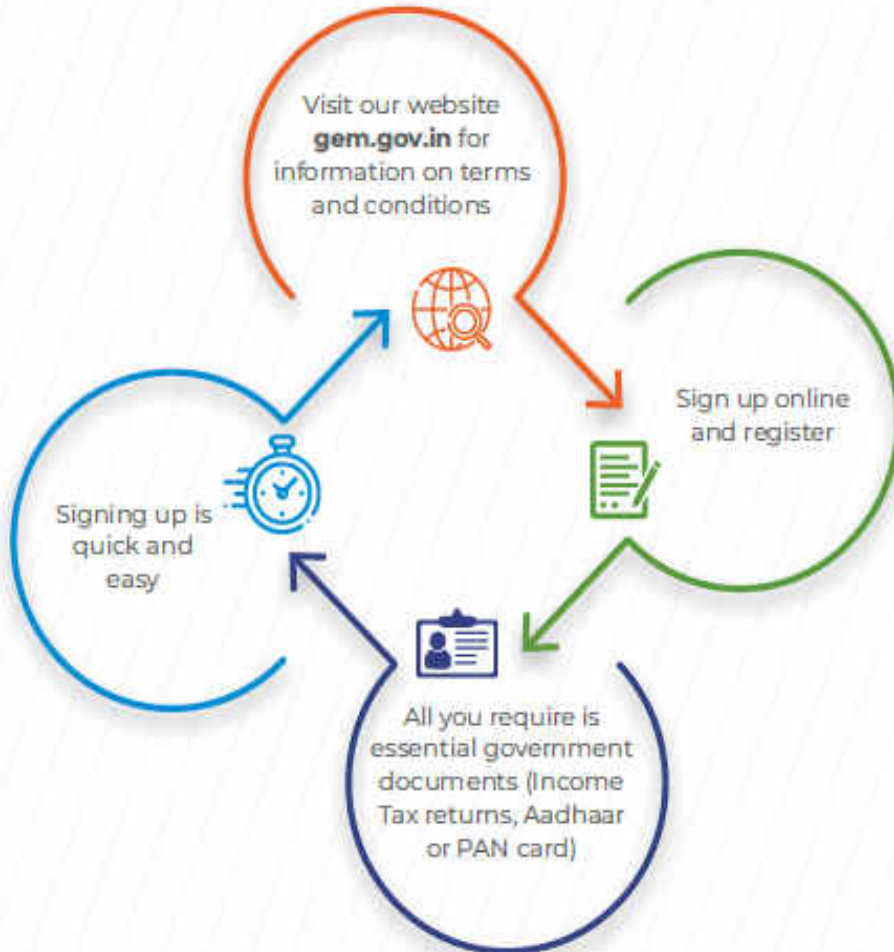 Visit our website
gem.gov.in for
information on terms
and conditions
Sign up online
and register
All you require is
essential government
documents (Income
Tax returns, Aadhaar
or PAN card)
Signing up is
quick and
easy